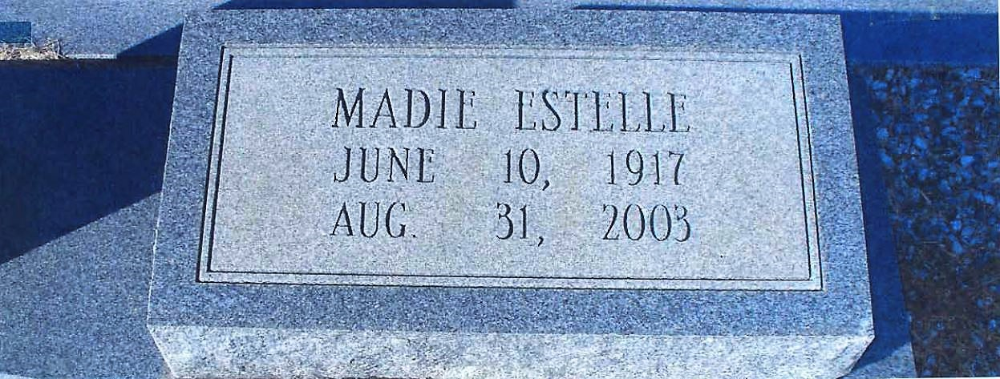 MADIE ESTELLE
JUNE 10, 1917
AUG. 31, 2003